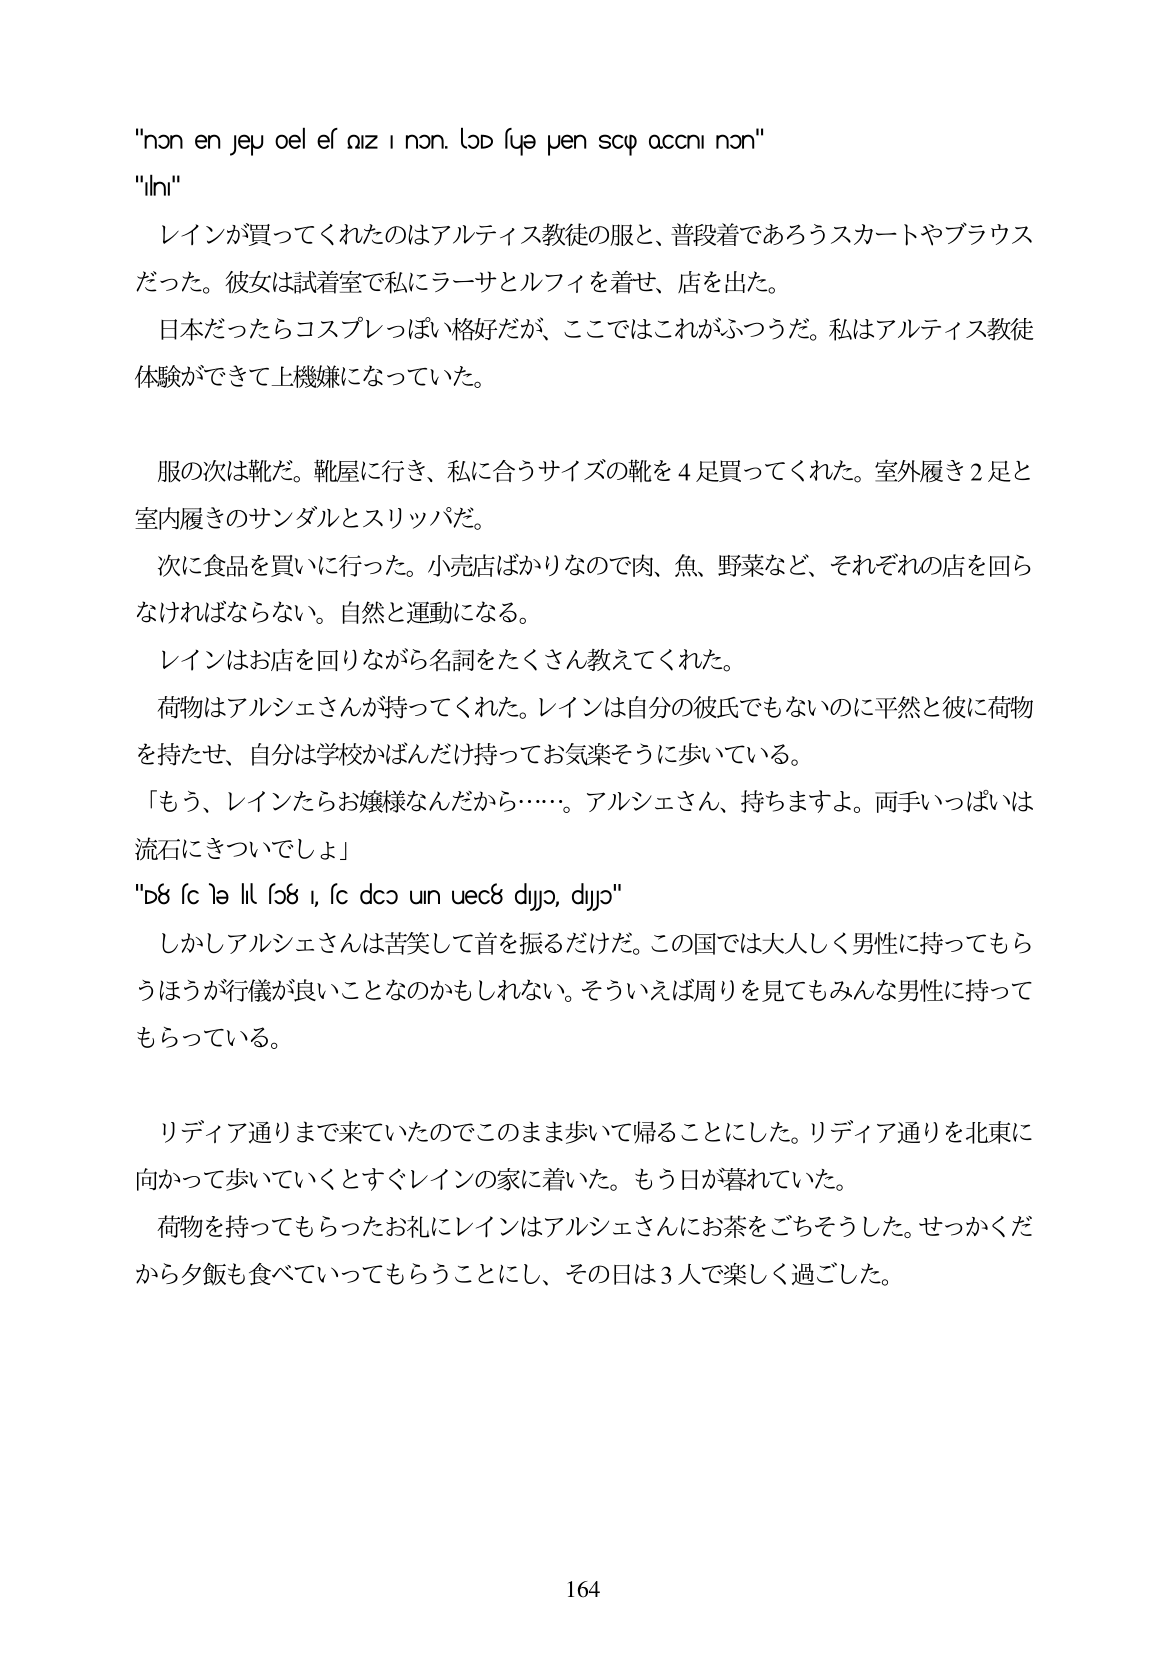 "nɔn en ȷeµ oel eſ ΩIZ ı nɔn. lɔᴅ ſɥɘ µen scφ ɑccnı nɔn"
"ılnı"
レインが買ってくれたのはアルティス教徒の服と、普段着であろうスカートやブラウス
だった。彼女は試着室で私にラーサとルフィを着せ、店を出た。
日本だったらコスプレっぽい格好だが、ここではこれがふつうだ。私はアルティス教徒
体験ができて上機嫌になっていた。
服の次は靴だ。靴屋に行き、私に合うサイズの靴を4足買ってくれた。室外履き2足と
室内履きのサンダルとスリッパだ。
次に食品を買いに行った。小売店ばかりなので肉、魚、野菜など、それぞれの店を回ら
なければならない。自然と運動になる。
レインはお店を回りながら名詞をたくさん教えてくれた。
荷物はアルシェさんが持ってくれた。レインは自分の彼氏でもないのに平然と彼に荷物
を持たせ、自分は学校かばんだけ持ってお気楽そうに歩いている。
「もう、レインたらお嬢様なんだから……。アルシェさん、持ちますよ。両手いっぱいは
流石にきついでしょ」
しかしアルシェさんは苦笑して首を振るだけだ。この国では大人しく男性に持ってもら
うほうが行儀が良いことなのかもしれない。そういえば周りを見てもみんな男性に持って
もらっている。
リディア通りまで来ていたのでこのまま歩いて帰ることにした。リディア通りを北東に
向かって歩いていくとすぐレインの家に着いた。もう日が暮れていた。
荷物を持ってもらったお礼にレインはアルシェさんにお茶をごちそうした。せっかくだ
から夕飯も食べていってもらうことにし、その日は3人で楽しく過ごした。
164